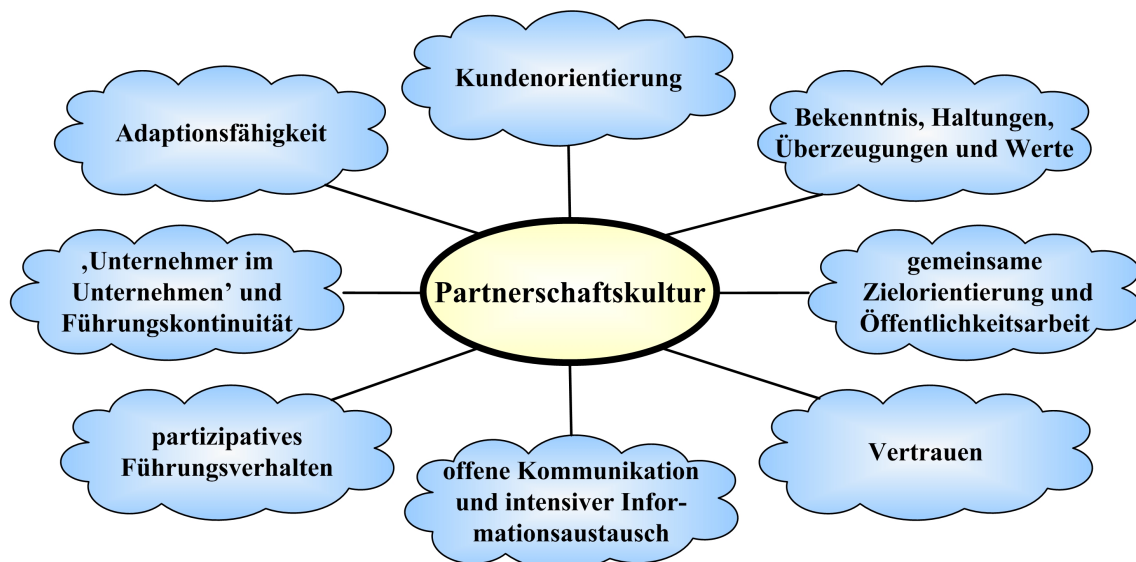 Kundenorientierung
Adaptionsfähigkeit
Bekenntnis, Haltungen,
Überzeugungen und Werte
‚Unternehmer im
Unternehmen’ und
Führungskontinuität
Partnerschaftskultur
gemeinsame
Zielorientierung und
Öffentlichkeitsarbeit
partizipatives
Führungsverhalten
offene Kommunikation
und intensiver Infor-
mationsaustausch
Vertrauen